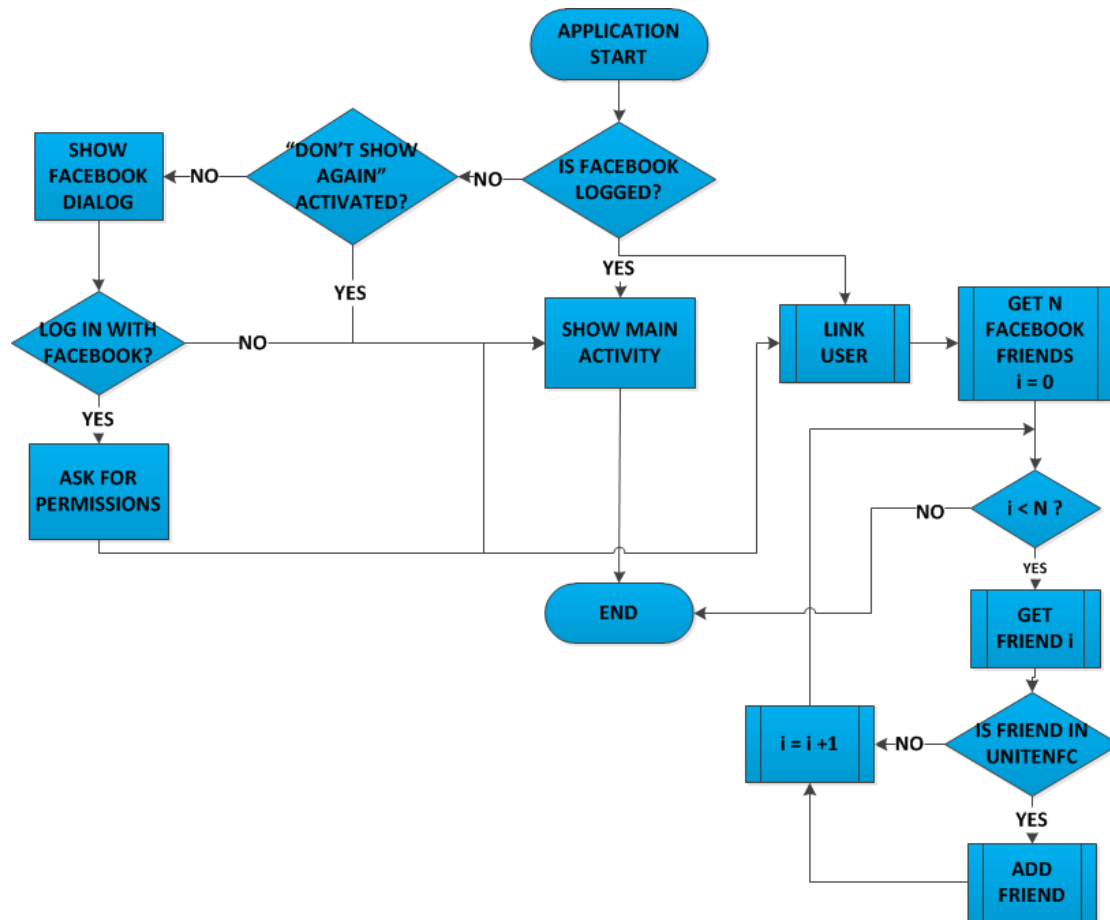 APPLICATION
START
SHOW
FACEBOOK
DIALOG
NO
“DON’T SHOW
AGAIN”
ACTIVATED?
NO
IS FACEBOOK
LOGGED?
YES
YES
LOG IN WITH
FACEBOOK?
NO
SHOW MAIN
ACTIVITY
LINK
USER
GET N
FACEBOOK
FRIENDS
i = 0
YES
ASK FOR
PERMISSIONS
NO
i < N ?
YES
END
GET
FRIEND i
i = i +1
NO
IS FRIEND IN
UNITENFC
YES
ADD
FRIEND